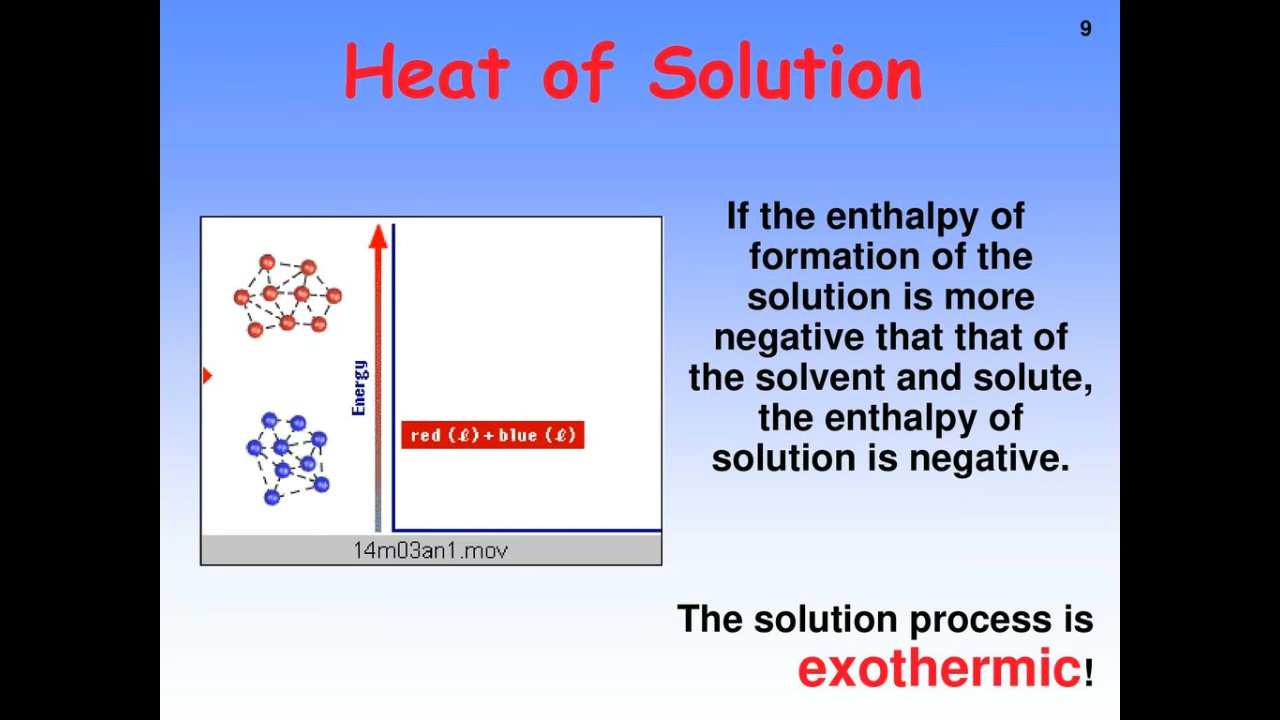 9
Heat of Solution
If the enthalpy of
formation of the
solution is more
negative that that of
the solvent and solute,
the enthalpy of
solution is negative.
Energy
red (ℓ) + blue (ℓ)
14m03an1.mov
The solution process is
exothermic!